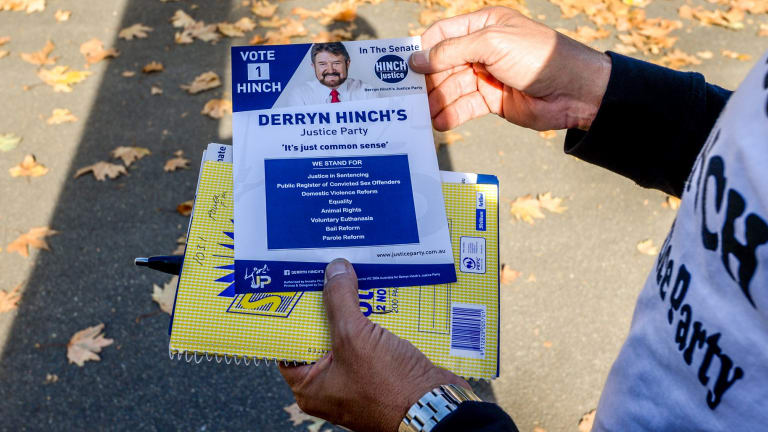 VOTE
1
HINCH
In The Senate
HINCH
justice
Derryn Hinch's Justice Party
DERRYN HINCH'S
Justice Party
'It's just common sense'
WE STAND FOR
Justice in Sentencing
Public Register of Convicted Sex Offenders
Domestic Violence Reform
Equality
Animal Rights
Voluntary Euthanasia
Bail Reform
Parole Reform
www.justiceparty.com.au
UP
DERRYN HINCH'S
NCH
Party